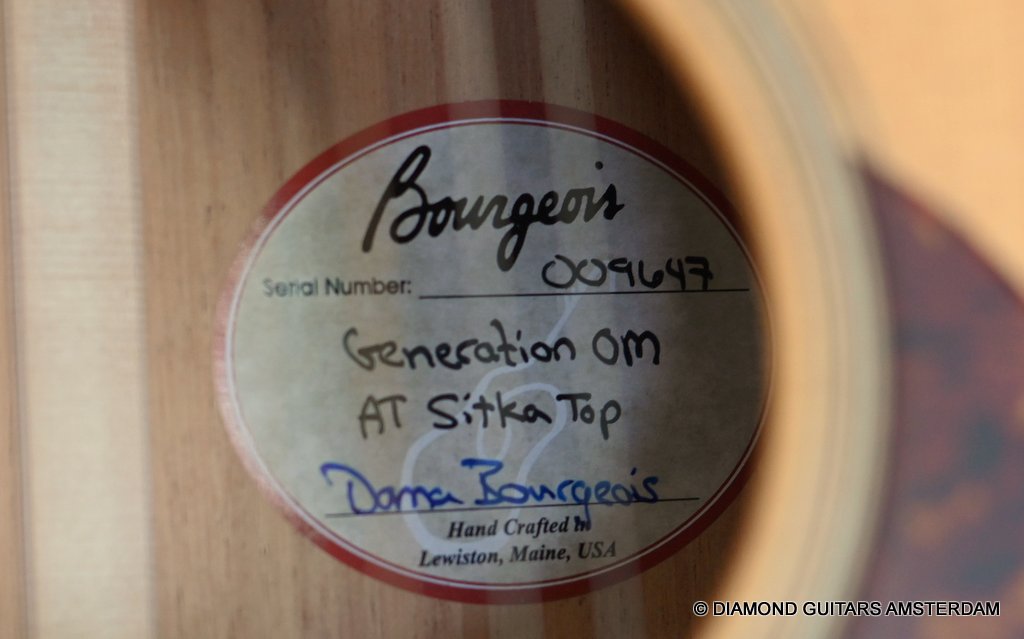 Bourgeois
Serial Number: 009647
Generation OM
AT Sitka Top
Dana Bourgeois
Hand Crafted in
Lewiston, Maine, USA
© DIAMOND GUITARS AMSTERDAM